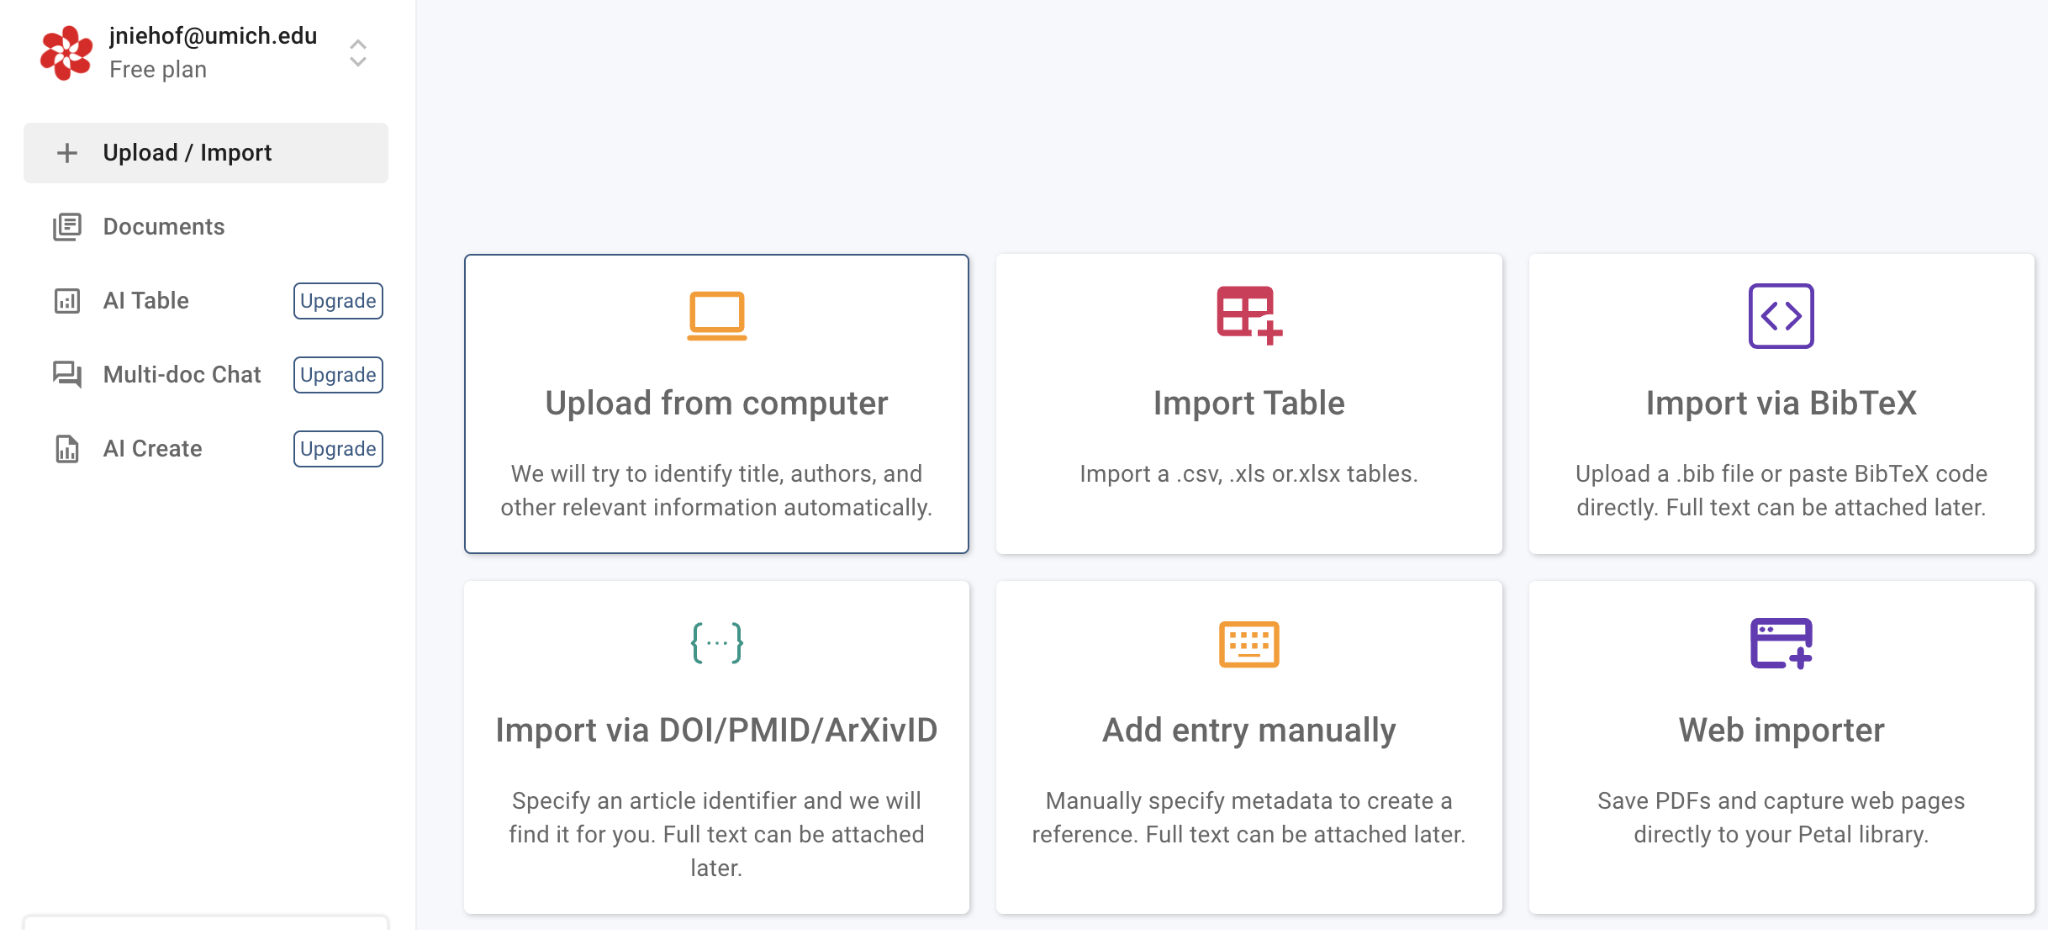 jniehof@umich.edu
Free plan
Upload / Import
Documents
AI Table
Upgrade
Multi-doc Chat
Upgrade
AI Create
Upgrade
Upload from computer
We will try to identify title, authors, and
other relevant information automatically.
Import Table
Import a .csv, .xls or.xlsx tables.
Import via BibTeX
Upload a .bib file or paste BibTeX code
directly. Full text can be attached later.
Import via DOI/PMID/ArXivID
Specify an article identifier and we will
find it for you. Full text can be attached
later.
Add entry manually
Manually specify metadata to create a
reference. Full text can be attached later.
Web importer
Save PDFs and capture web pages
directly to your Petal library.